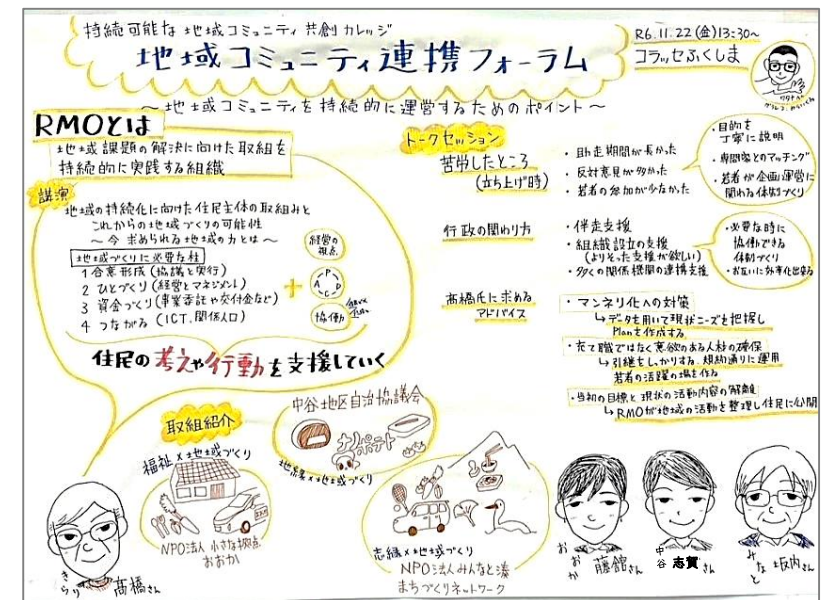 持続可能な地域コミュニティ共創カレッジ
地域コミュニティ連携フォーラム
R6.11.22(金)13:30~
コラッセふくしま
~地域コミュニティを持続的に運営するためのポイント~
RMOとは
地域課題の解決に向けた取組を
持続的に実践する組織
講演
地域の持続化に向けた住民主体の取組みと
これからの地域づくりの可能性
~今求められる地域の力とは~
地域づくりに必要な柱
1 合意形成(協議と実行)
2 ひとづくり(経営とマネジメント)
3 資金づくり(事業委託や交付金など)
4 つながる(ICT、関係人口)
+
経営の
視点
P
D
C
A
協働
住民の考えや行動を支援していく
トークセッション
苦労したところ
(立ち上げ時)
・助走期間が長かった
・反対意見が多かった
・若者の参加が少なかった
・目的を
丁寧に説明
・専門家とのマッチング
・若者が企画運営に
関わる体制づくり
行政の関わり方
・伴走支援
・組織設立の支援
(よりそった支援が欲しい)
・多くの関係機関の連携支援
・必要な時に
協働できる
体制づくり
・お互いに効率化出来る
高橋氏に求める
アドバイス
・マンネリ化への対策
↳データを用いて現状ニーズを把握し
Planを作成する
・充て職ではなく意欲のある人材の確保
↳引継をしっかりする、規約通りに運用
若者の活躍の場を作る
・当初の目標と現状の活動内容の解離
↳RMOが地域の活動を整理し住民に公開
取組紹介
福祉×地域づくり
NPO法人 小さな拠点
おおか
中谷地区自治協議会
ナノポテト
地縁×地域づくり
志縁×地域づくり
NPO法人みんなと湊
まちづくりネットワーク
きらり
高橋さん
おおか
藤舘さん
中谷
志賀さん
みなと
坂内さん